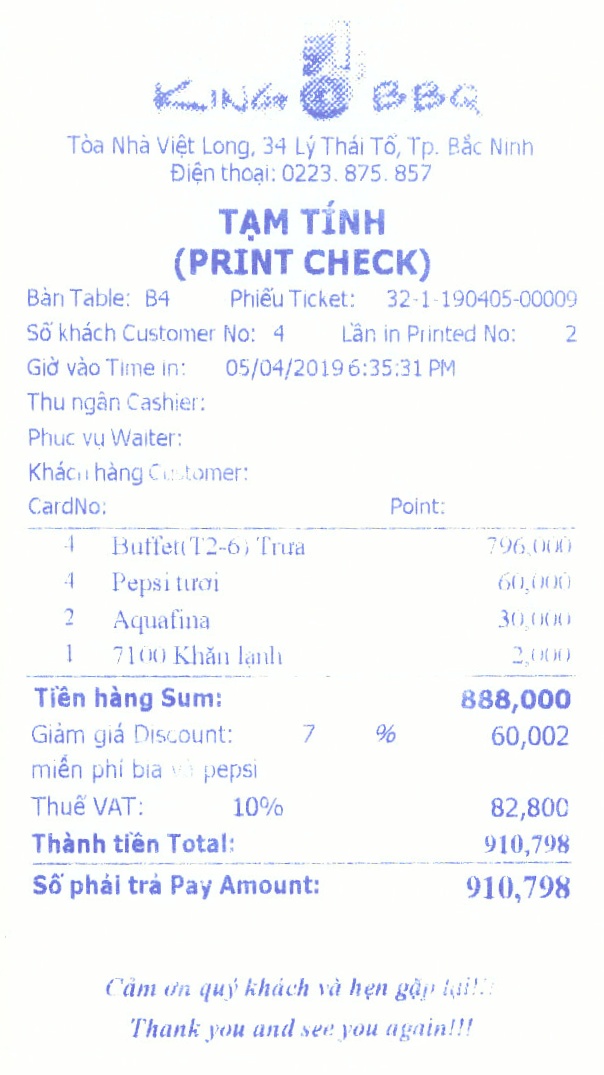 KING BBQ
Tòa Nhà Việt Long, 34 Lý Thái Tổ, Tp. Bắc Ninh
Điện thoại: 0223. 875. 857
TẠM TÍNH
(PRINT CHECK)
Bàn Table: B4 Phiếu Ticket: 32-1-190405-00009
Số khách Customer No: 4 Lần in Printed No: 2
Giờ vào Time in: 05/04/2019 6:35:31 PM
Thu ngân Cashier:
Phục vụ Waiter:
Khách hàng Customer:
CardNo: Point:
4 Buffet(T2-6) Trưa 796,000
4 Pepsi tươi 60,000
2 Aquafina 30,000
1 7100 Khăn lạnh 2,000
Tiền hàng Sum: 888,000
Giảm giá Discount: 7 % 60,002
miễn phí bia và pepsi
Thuế VAT: 10% 82,800
Thành tiền Total: 910,798
Số phải trả Pay Amount: 910,798
Cảm ơn quý khách và hẹn gặp lại!!!
Thank you and see you again!!!